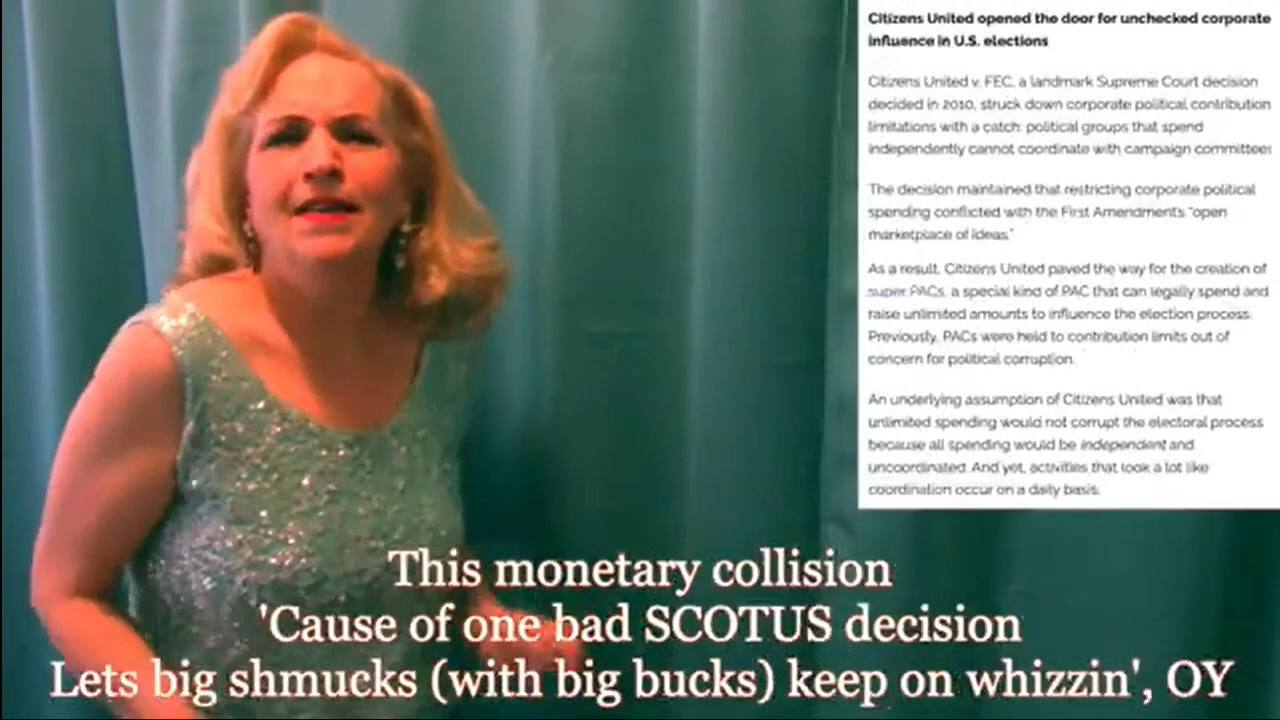 Citizens United opened the door for unchecked corporate
influence in U.S. elections
Citizens United v. FEC, a landmark Supreme Court decision
decided in 2010, struck down corporate political contribution
limitations with a catch: political groups that spend
independently cannot coordinate with campaign committees
The decision maintained that restricting corporate political
spending conflicted with the First Amendment's "open
marketplace of ideas."
As a result, Citizens United paved the way for the creation of
super PACs, a special kind of PAC that can legally spend and
raise unlimited amounts to influence the election process.
Previously, PACs were held to contribution limits out of
concern for political corruption.
An underlying assumption of Citizens United was that
unlimited spending would not corrupt the electoral process
because all spending would be independent and
uncoordinated. And yet, activities that look a lot like
coordination occur on a daily basis.
This monetary collision
'Cause of one bad SCOTUS decision
Lets big shmucks (with big bucks) keep on whizzin', OY